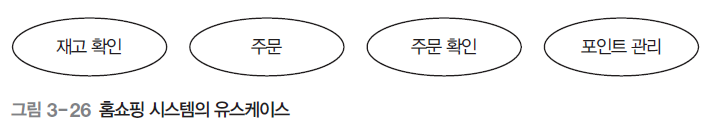 재고 확인 주문 주문 확인 포인트 관리
그림 3-26 홈쇼핑 시스템의 유스케이스